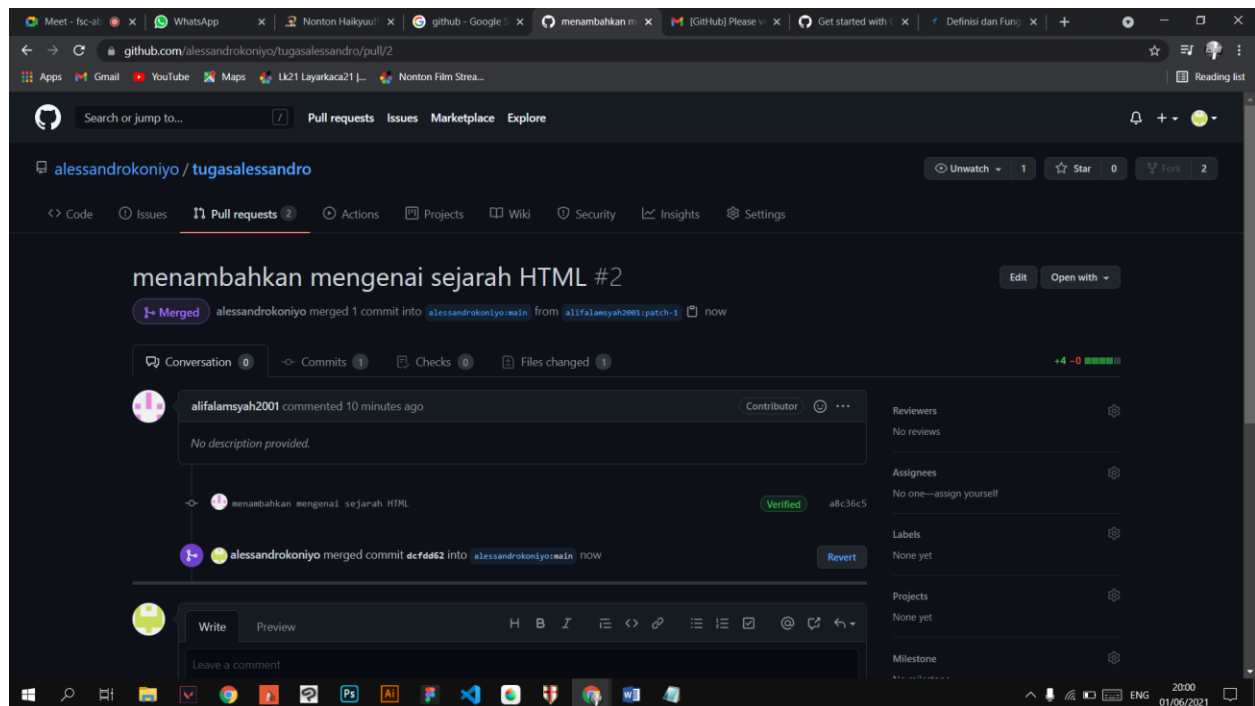 Meet - fsc-ab
WhatsApp
Nonton Haikyuu!!
github - Google S
menambahkan m
[GitHub] Please v
Get started with
Definisi dan Fung
github.com/alessandrokoniyo/tugasalessandro/pull/2
Apps Gmail YouTube Maps Lk21 Layarkaca21 |... Nonton Film Strea... Reading list
Search or jump to... / Pull requests Issues Marketplace Explore
alessandrokoniyo / tugasalessandro Unwatch 1 Star 0 Fork 2
Code Issues Pull requests 2 Actions Projects Wiki Security Insights Settings
menambahkan mengenai sejarah HTML #2 Edit Open with
Merged alessandrokoniyo merged 1 commit into alessandrokoniyo:main from alifalamsyah2001:patch-1 now
Conversation 0 Commits 1 Checks 0 Files changed 1 +4 −0
alifalamsyah2001 commented 10 minutes ago Contributor ...
No description provided.
menambahkan mengenai sejarah HTML Verified a8c36c5
alessandrokoniyo merged commit dcfdd62 into alessandrokoniyo:main now Revert
Write Preview H B I
Leave a comment
Reviewers
No reviews
Assignees
No one—assign yourself
Labels
None yet
Projects
None yet
Milestone
Ps Ai ENG 20:00
01/06/2021